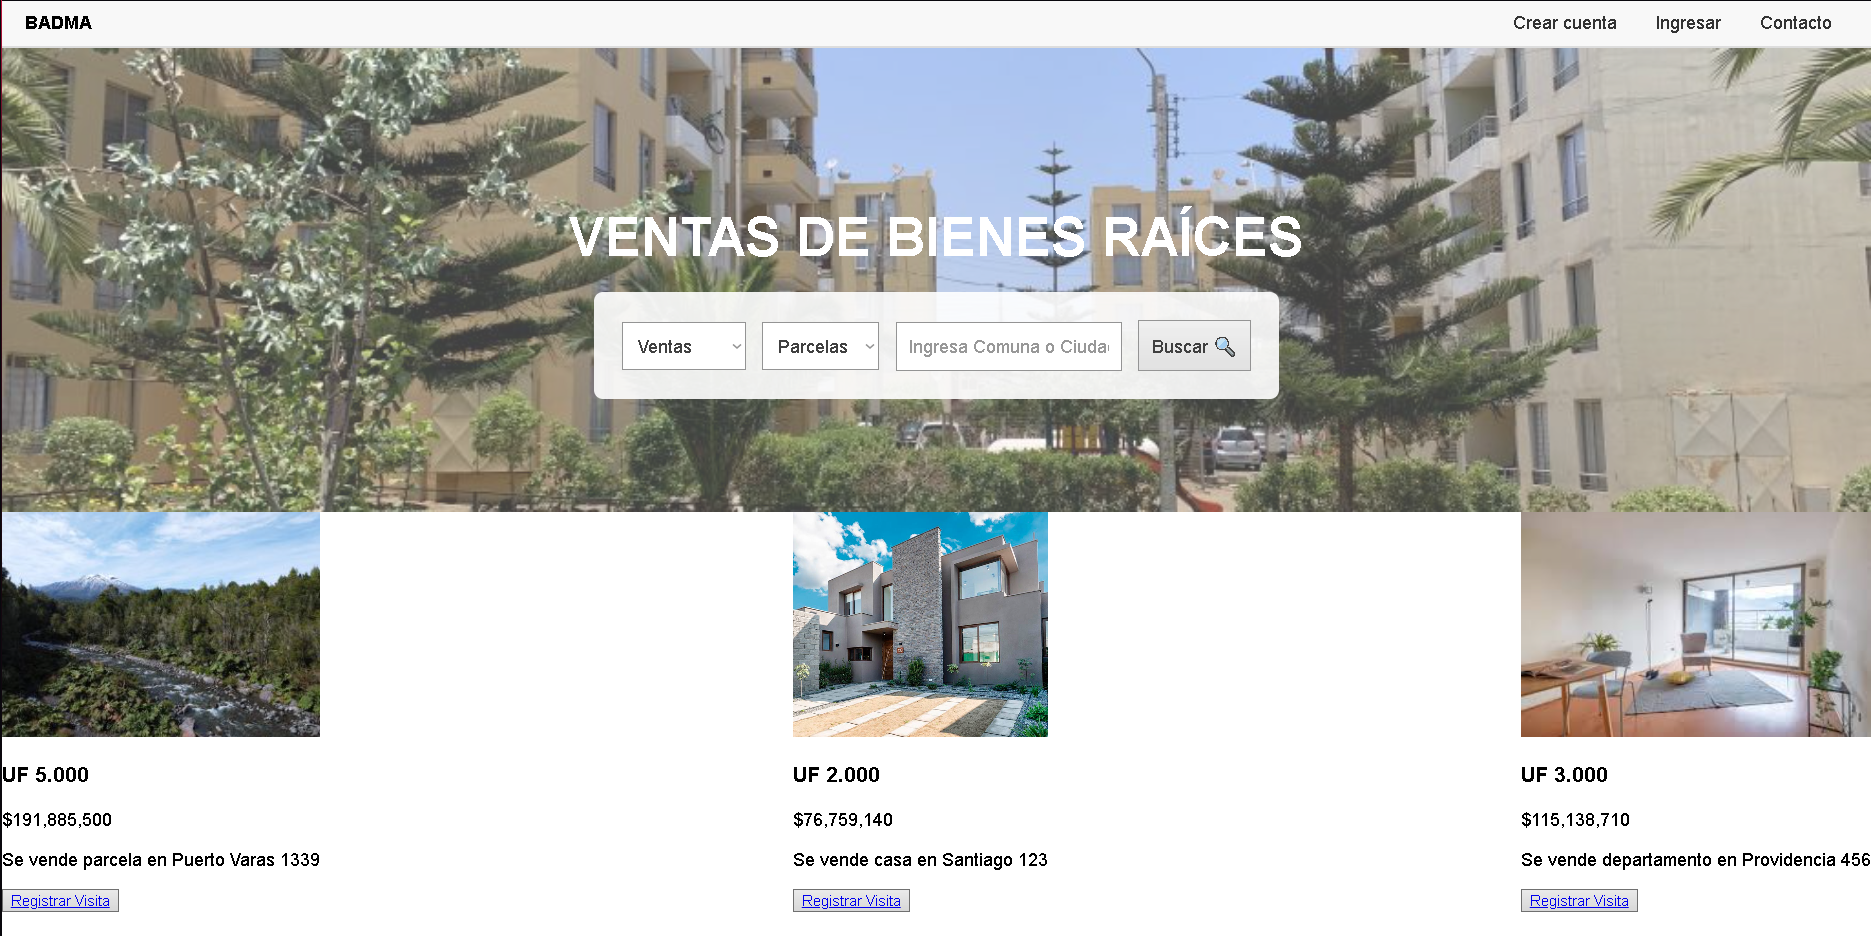 BADMA
Crear cuenta
Ingresar
Contacto
VENTAS DE BIENES RAÍCES
Ventas
Parcelas
Ingresa Comuna o Ciuda
Buscar
UF 5.000
$191,885,500
Se vende parcela en Puerto Varas 1339
Registrar Visita
UF 2.000
$76,759,140
Se vende casa en Santiago 123
Registrar Visita
UF 3.000
$115,138,710
Se vende departamento en Providencia 456
Registrar Visita